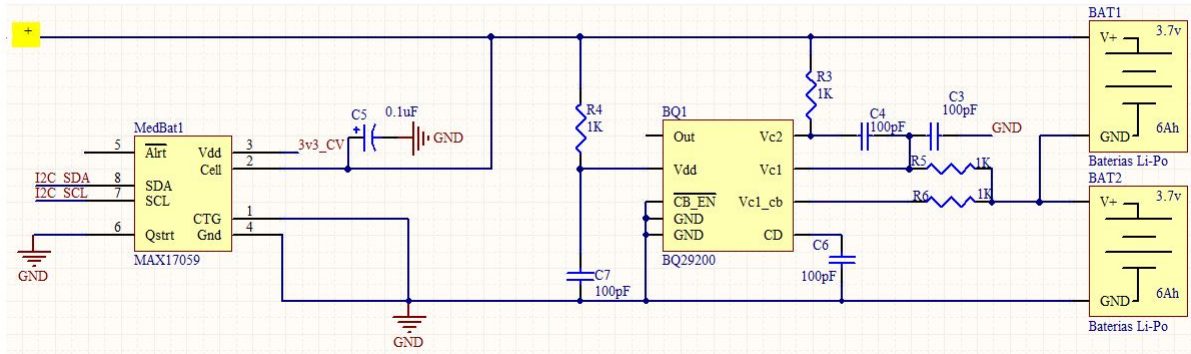 +
MedBat1
5 Alrt Vdd 3 3v3_CV
Cell 2
I2C_SDA 8 SDA
I2C_SCL 7 SCL
CTG 1
6 Qstrt Gnd 4
MAX17059
GND
C5 0.1uF
GND
GND
R4
1K
C7
100pF
BQ1
Out Vc2
Vdd Vc1
CB_EN Vc1_cb
GND
GND CD
BQ29200
R3
1K
C4
100pF
C3
100pF
GND
R5 1K
R6 1K
C6
100pF
BAT1
V+ 3.7v
GND 6Ah
Baterias Li-Po
BAT2
V+ 3.7v
GND 6Ah
Baterias Li-Po